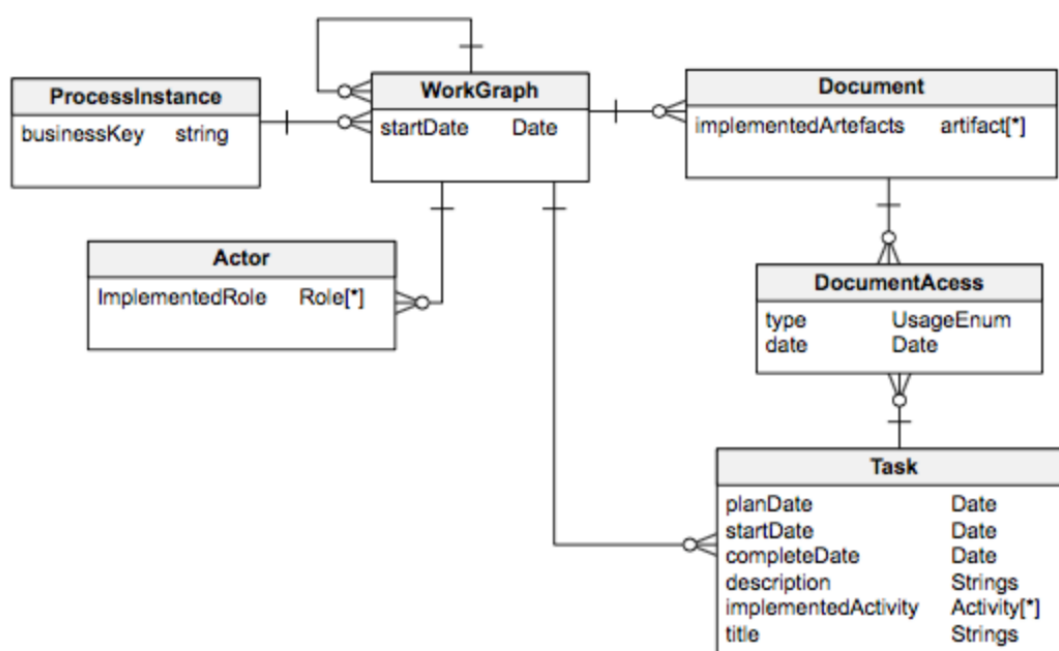 ProcessInstance
businessKey string
WorkGraph
startDate Date
Document
implementedArtefacts artifact[*]
Actor
ImplementedRole Role[*]
DocumentAcess
type UsageEnum
date Date
Task
planDate Date
startDate Date
completeDate Date
description Strings
implementedActivity Activity[*]
title Strings